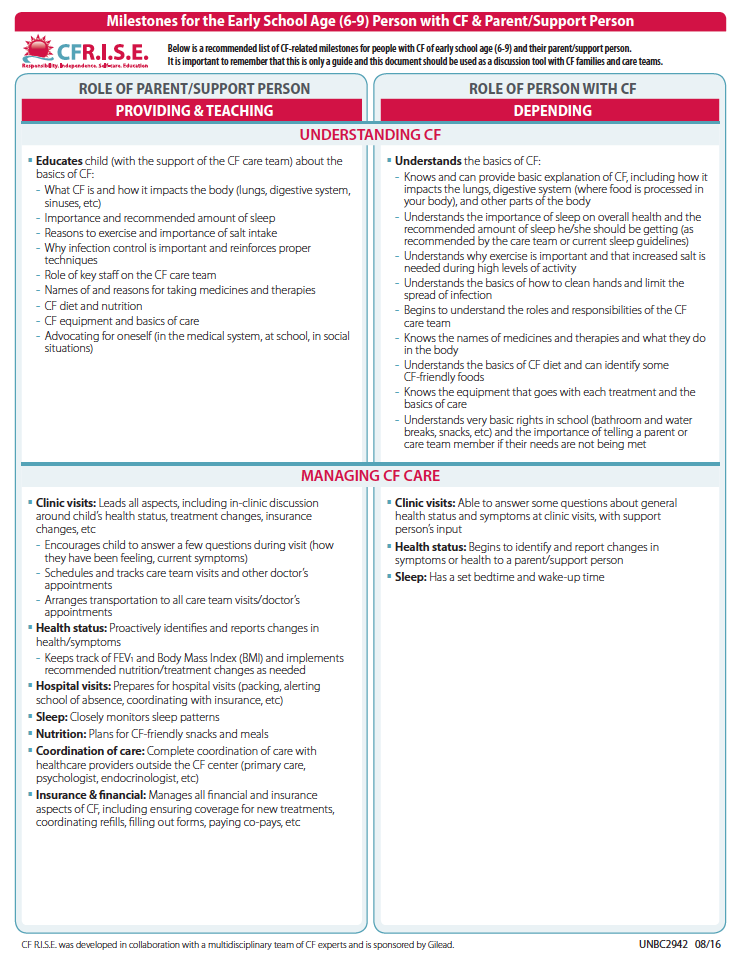 Milestones for the Early School Age (6-9) Person with CF & Parent/Support Person
CFR.I.S.E.
Responsibility. Independence. Self-care. Education
Below is a recommended list of CF-related milestones for people with CF of early school age (6-9) and their parent/support person.
It is important to remember that this is only a guide and this document should be used as a discussion tool with CF families and care teams.
ROLE OF PARENT/SUPPORT PERSON
PROVIDING & TEACHING
ROLE OF PERSON WITH CF
DEPENDING
UNDERSTANDING CF
▪ Educates child (with the support of the CF care team) about the
basics of CF:
- What CF is and how it impacts the body (lungs, digestive system,
sinuses, etc)
- Importance and recommended amount of sleep
- Reasons to exercise and importance of salt intake
- Why infection control is important and reinforces proper
techniques
- Role of key staff on the CF care team
- Names of and reasons for taking medicines and therapies
- CF diet and nutrition
- CF equipment and basics of care
- Advocating for oneself (in the medical system, at school, in social
situations)
▪ Understands the basics of CF:
- Knows and can provide basic explanation of CF, including how it
impacts the lungs, digestive system (where food is processed in
your body), and other parts of the body
- Understands the importance of sleep on overall health and the
recommended amount of sleep he/she should be getting (as
recommended by the care team or current sleep guidelines)
- Understands why exercise is important and that increased salt is
needed during high levels of activity
- Understands the basics of how to clean hands and limit the
spread of infection
- Begins to understand the roles and responsibilities of the CF
care team
- Knows the names of medicines and therapies and what they do
in the body
- Understands the basics of CF diet and can identify some
CF-friendly foods
- Knows the equipment that goes with each treatment and the
basics of care
- Understands very basic rights in school (bathroom and water
breaks, snacks, etc) and the importance of telling a parent or
care team member if their needs are not being met
MANAGING CF CARE
▪ Clinic visits: Leads all aspects, including in-clinic discussion
around child's health status, treatment changes, insurance
changes, etc
- Encourages child to answer a few questions during visit (how
they have been feeling, current symptoms)
- Schedules and tracks care team visits and other doctor's
appointments
- Arranges transportation to all care team visits/doctor's
appointments
▪ Health status: Proactively identifies and reports changes in
health/symptoms
- Keeps track of FEV₁ and Body Mass Index (BMI) and implements
recommended nutrition/treatment changes as needed
▪ Hospital visits: Prepares for hospital visits (packing, alerting
school of absence, coordinating with insurance, etc)
▪ Sleep: Closely monitors sleep patterns
▪ Nutrition: Plans for CF-friendly snacks and meals
▪ Coordination of care: Complete coordination of care with
healthcare providers outside the CF center (primary care,
psychologist, endocrinologist, etc)
▪ Insurance & financial: Manages all financial and insurance
aspects of CF, including ensuring coverage for new treatments,
coordinating refills, filling out forms, paying co-pays, etc
▪ Clinic visits: Able to answer some questions about general
health status and symptoms at clinic visits, with support
person's input
▪ Health status: Begins to identify and report changes in
symptoms or health to a parent/support person
▪ Sleep: Has a set bedtime and wake-up time
CF R.I.S.E. was developed in collaboration with a multidisciplinary team of CF experts and is sponsored by Gilead.
UNBC2942 08/16